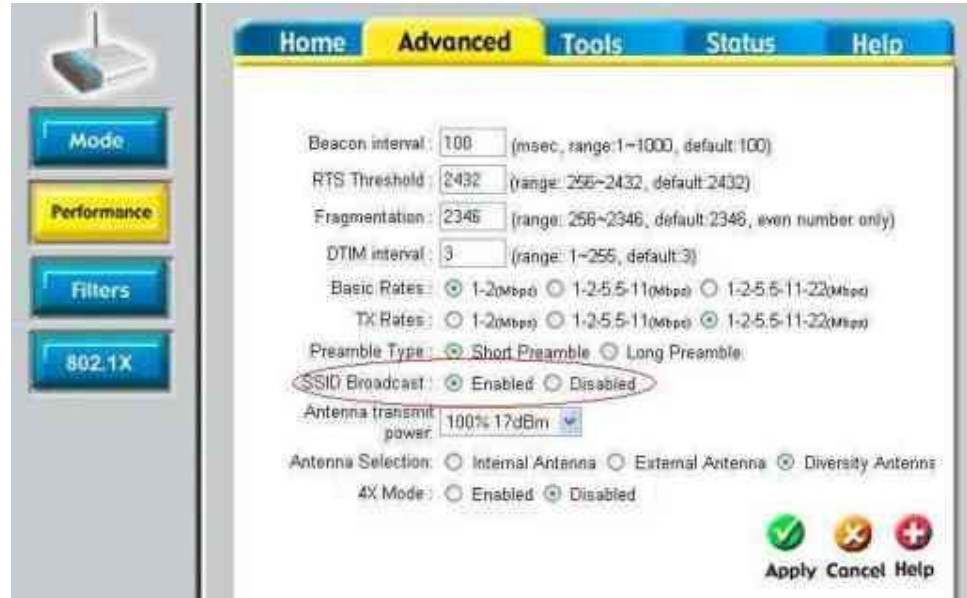 Home Advanced Tools Status Help
Mode
Performance
Filters
802.1X
Beacon interval : 100 (msec, range:1~1000, default:100)
RTS Threshold : 2432 (range: 256~2432, default:2432)
Fragmentation : 2346 (range: 256~2346, default:2346, even number only)
DTIM interval : 3 (range: 1~255, default:3)
Basic Rates : 1-2(Mbps) 1-2-5.5-11(Mbps) 1-2-5.5-11-22(Mbps)
TX Rates : 1-2(Mbps) 1-2-5.5-11(Mbps) 1-2-5.5-11-22(Mbps)
Preamble Type : Short Preamble Long Preamble
SSID Broadcast : Enabled Disabled
Antenna transmit
power: 100% 17dBm
Antenna Selection: Internal Antenna External Antenna Diversity Antenna
4X Mode : Enabled Disabled
Apply Cancel Help